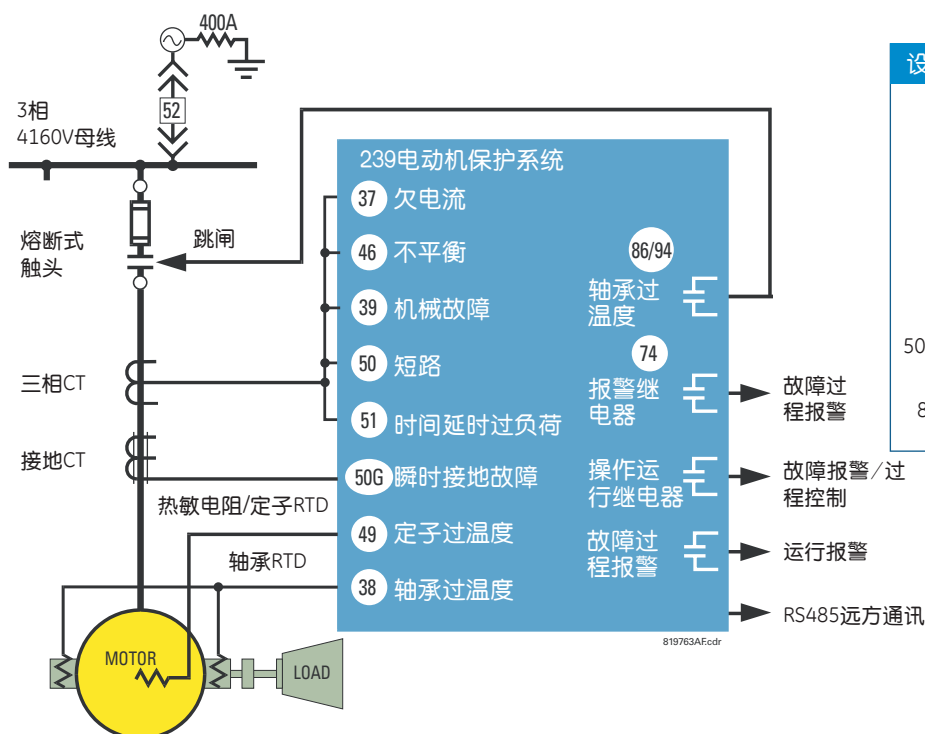 400A
52
3相
4160V母线
熔断式
触头
跳闸
三相CT
接地CT
热敏电阻/定子RTD
轴承RTD
MOTOR
LOAD
239电动机保护系统
37 欠电流
46 不平衡
39 机械故障
50 短路
51 时间延时过负荷
50G 瞬时接地故障
49 定子过温度
38 轴承过温度
86/94
轴承过
温度
74
报警继
电器
操作运
行继电器
故障过
程报警
故障过
程报警
故障报警/过
程控制
运行报警
RS485远方通讯
819763AF.cdr
设
50
8